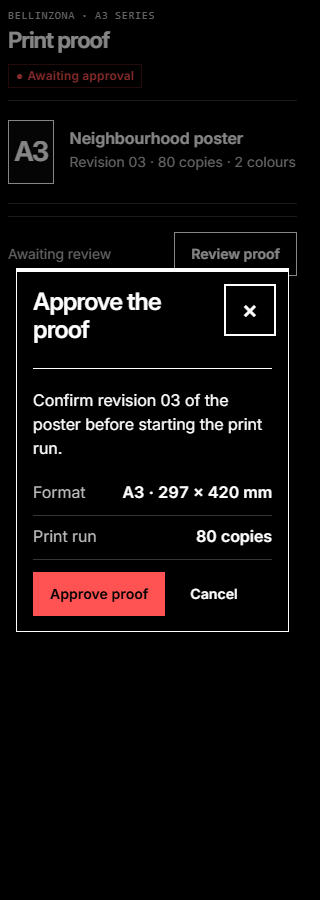 BELLINZONA · A3 SERIES
Print proof
Awaiting approval
A3
Neighbourhood poster
Revision 03 · 80 copies · 2 colours
Awaiting review
Review proof
Approve the
proof
×
Confirm revision 03 of the
poster before starting the print
run.
Format A3 · 297 × 420 mm
Print run 80 copies
Approve proof Cancel